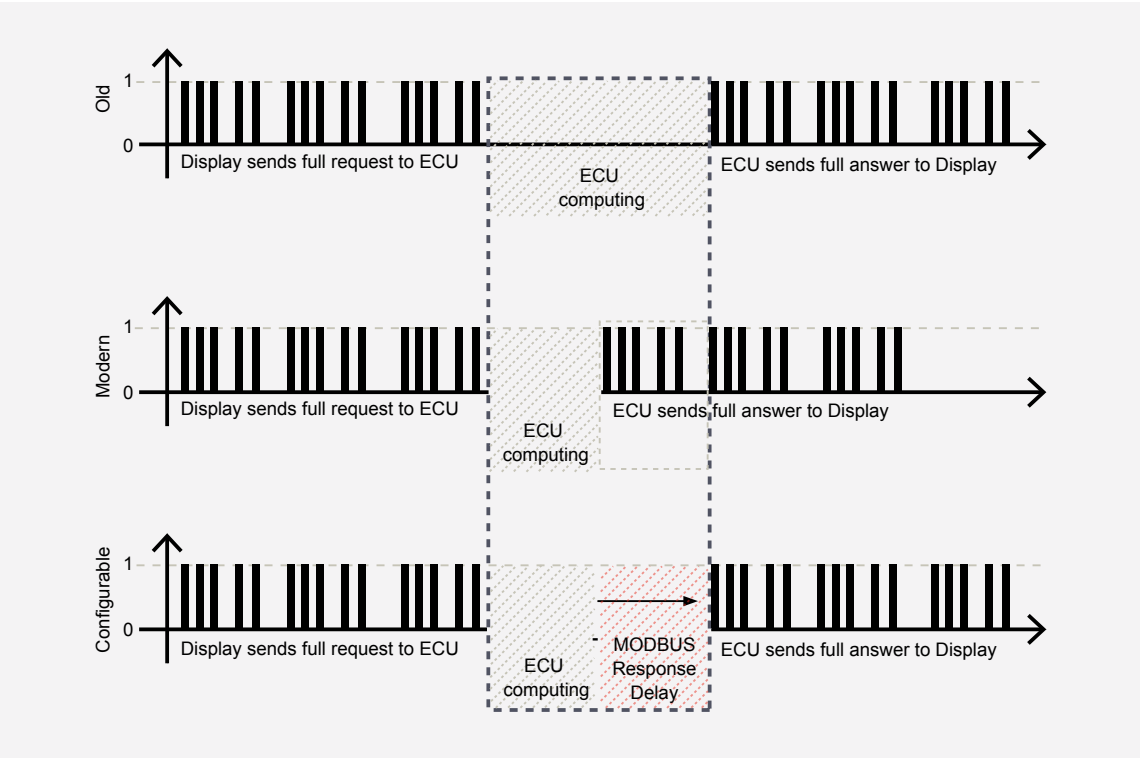 Old
1
0
Display sends full request to ECU
ECU
computing
ECU sends full answer to Display
Modern
1
0
Display sends full request to ECU
ECU
computing
ECU sends full answer to Display
Configurable
1
0
Display sends full request to ECU
ECU
computing
-
MODBUS
Response
Delay
ECU sends full answer to Display